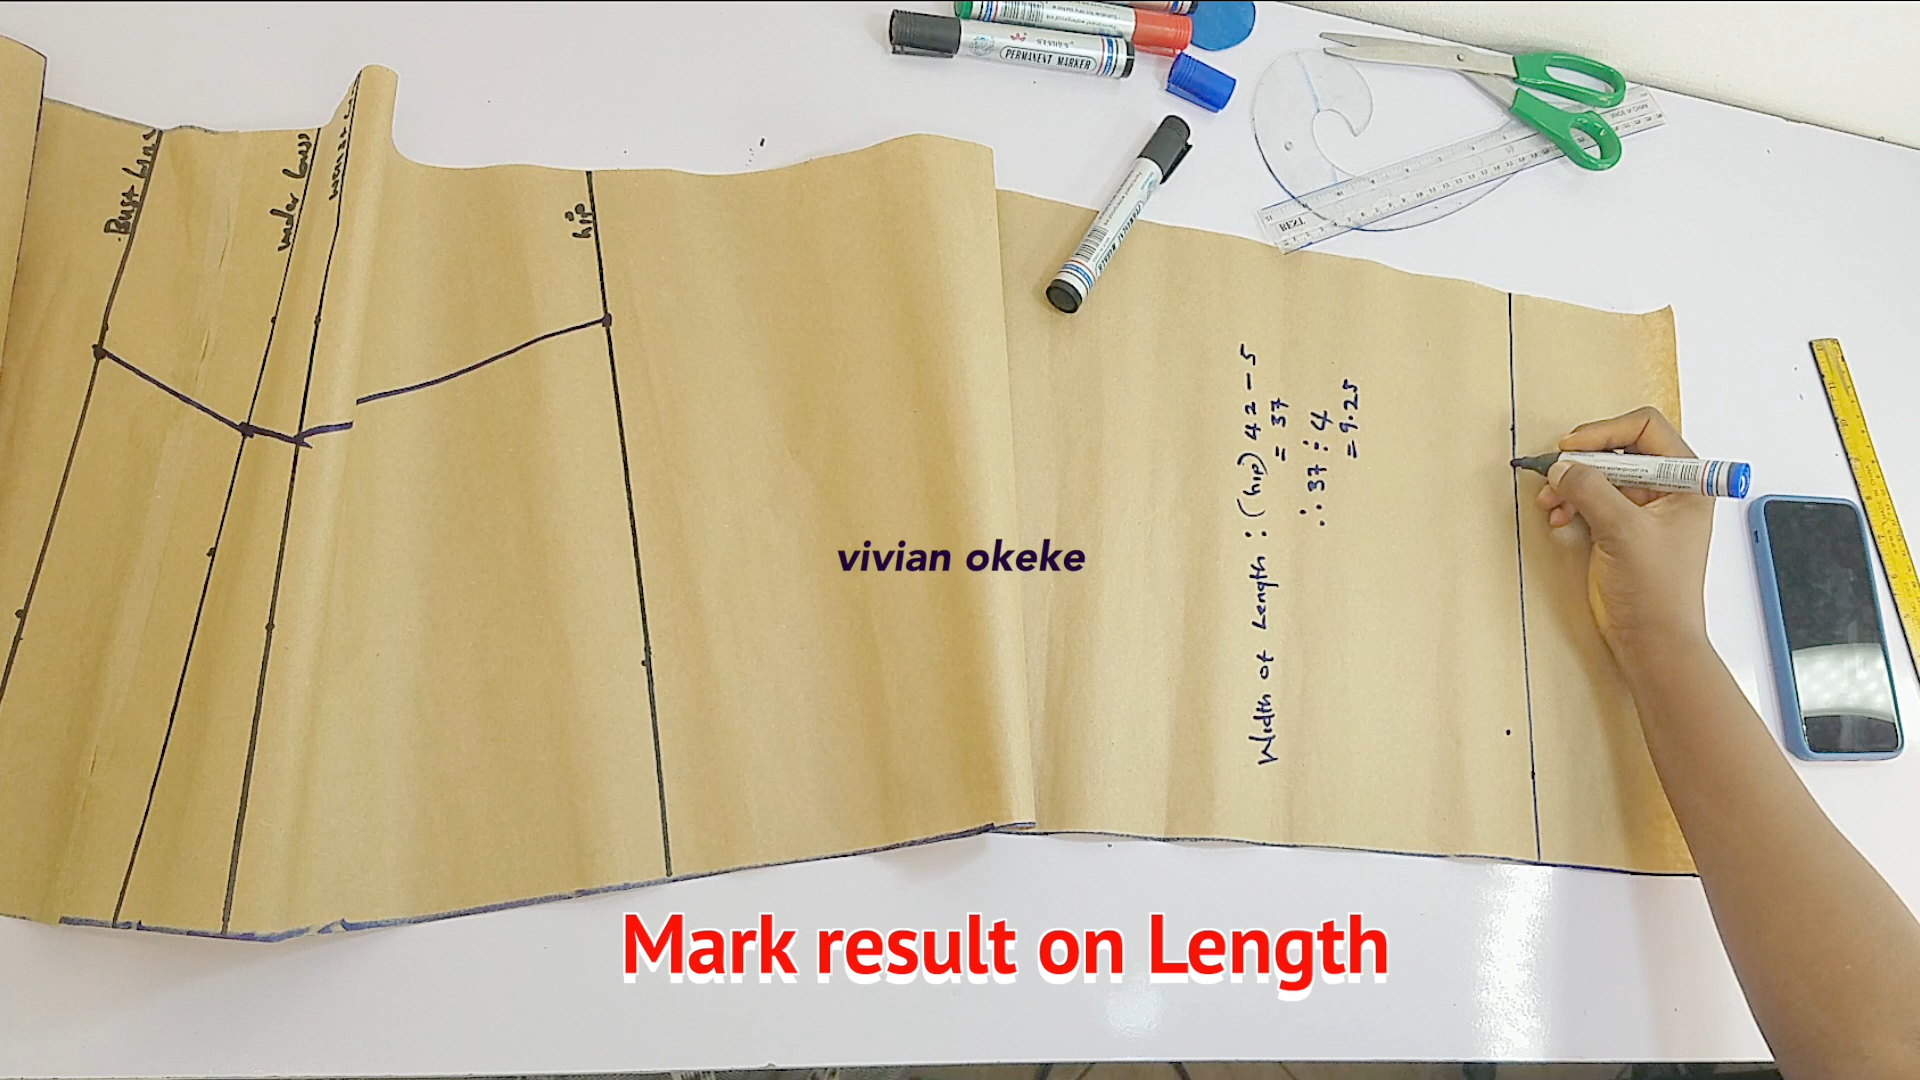 PERMANENT MARKER
BEST
Bust Line
under bust
hip
Width of Length : (hip) 42 - 5
= 37
∴ 37 ÷ 4
= 9.25
vivian okeke
Mark result on Length